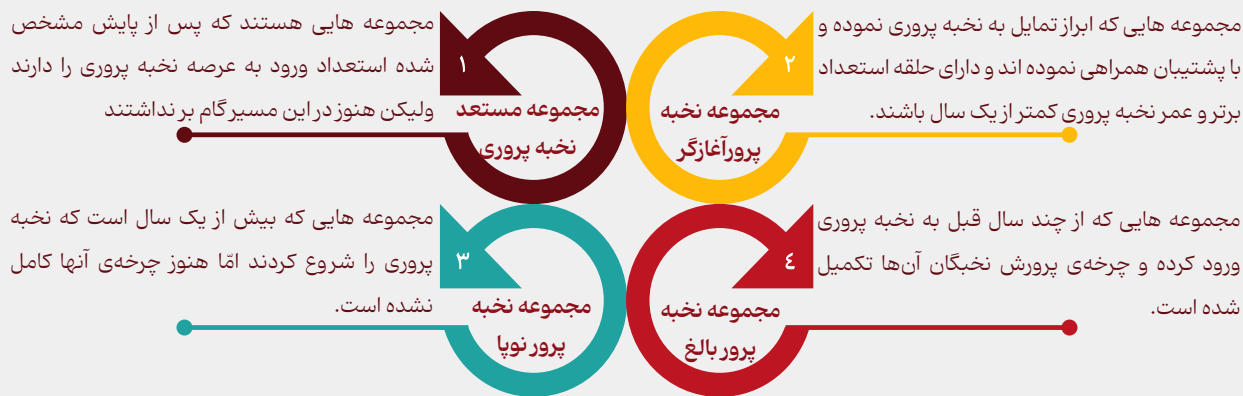 مجموعه هایی هستند که پس از پایش مشخص
شده استعداد ورود به عرصه نخبه پروری را دارند
ولیکن هنوز در این مسیر گام بر نداشتند
۱
مجموعه مستعد
نخبه پروری
مجموعه هایی که ابراز تمایل به نخبه پروری نموده و
با پشتیبان همراهی نموده اند و دارای حلقه استعداد
برتر و عمر نخبه پروری کمتر از یک سال باشند.
۲
مجموعه نخبه
پرورآغازگر
مجموعه هایی که بیش از یک سال است که نخبه
پروری را شروع کردند امّا هنوز چرخه‌ی آنها کامل
نشده است.
۳
مجموعه نخبه
پرور نوپا
مجموعه هایی که از چند سال قبل به نخبه پروری
ورود کرده و چرخه‌ی پرورش نخبگان آن‌ها تکمیل
شده است.
٤
مجموعه نخبه
پرور بالغ